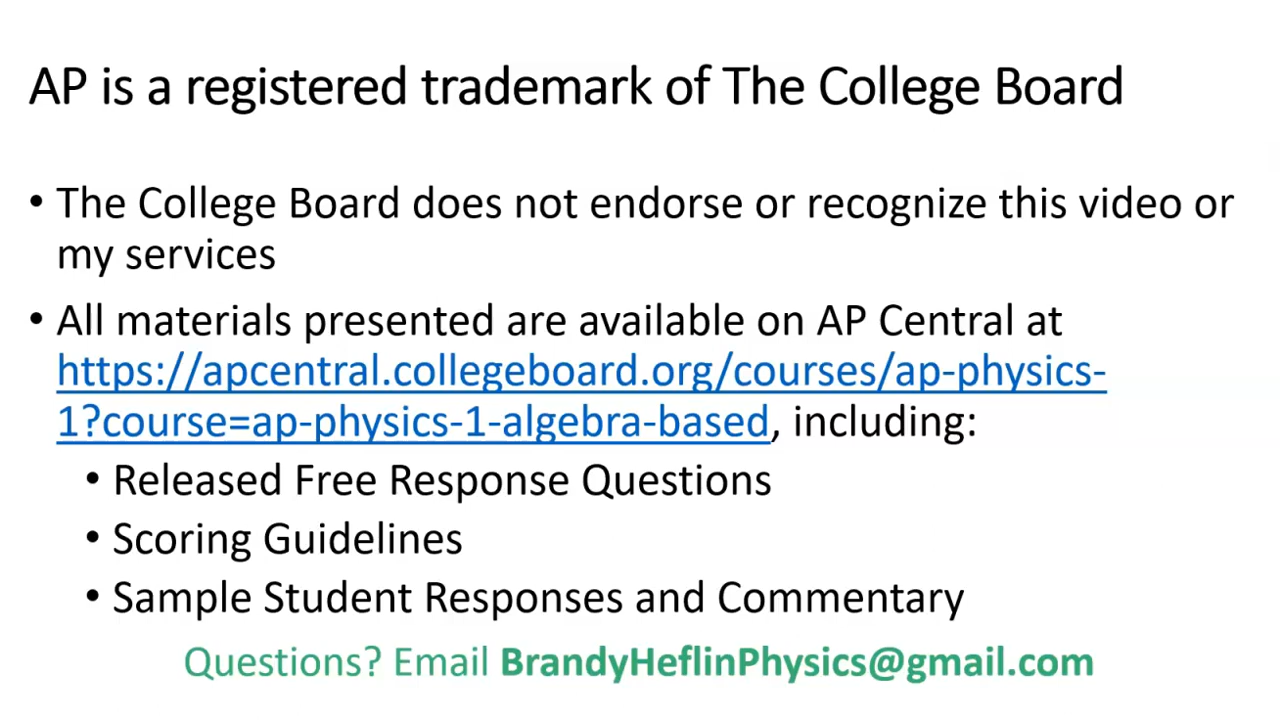 AP is a registered trademark of The College Board
• The College Board does not endorse or recognize this video or
my services
• All materials presented are available on AP Central at
https://apcentral.collegeboard.org/courses/ap-physics-
1?course=ap-physics-1-algebra-based, including:
• Released Free Response Questions
• Scoring Guidelines
• Sample Student Responses and Commentary
Questions? Email BrandyHeflinPhysics@gmail.com